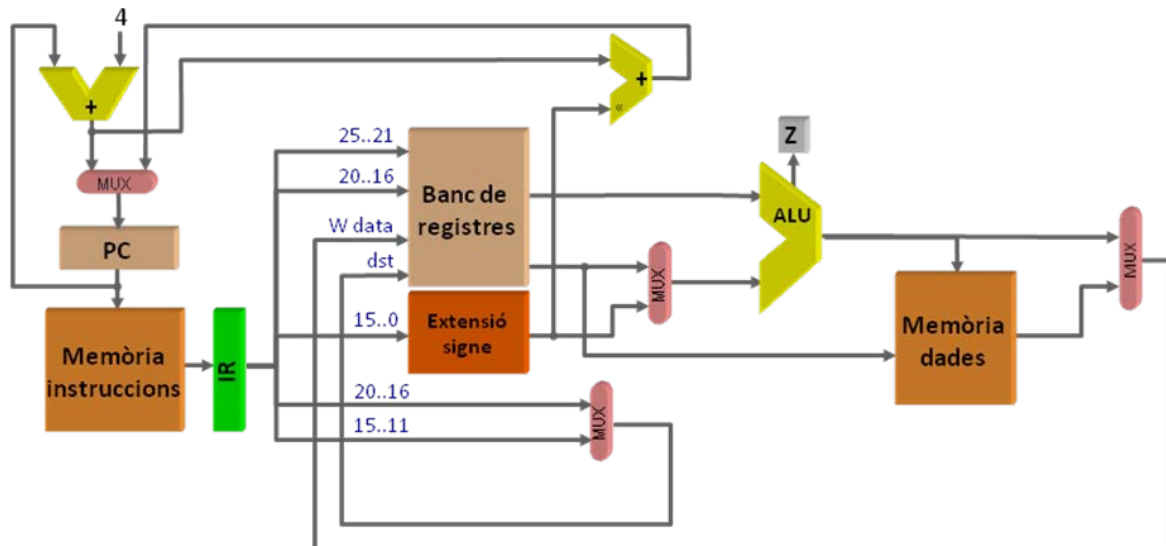 4
+
+
«
MUX
PC
Memòria
instruccions
IR
25..21
20..16
W data
dst
15..0
20..16
15..11
Banc de
registres
Extensió
signe
MUX
MUX
Z
ALU
Memòria
dades
MUX